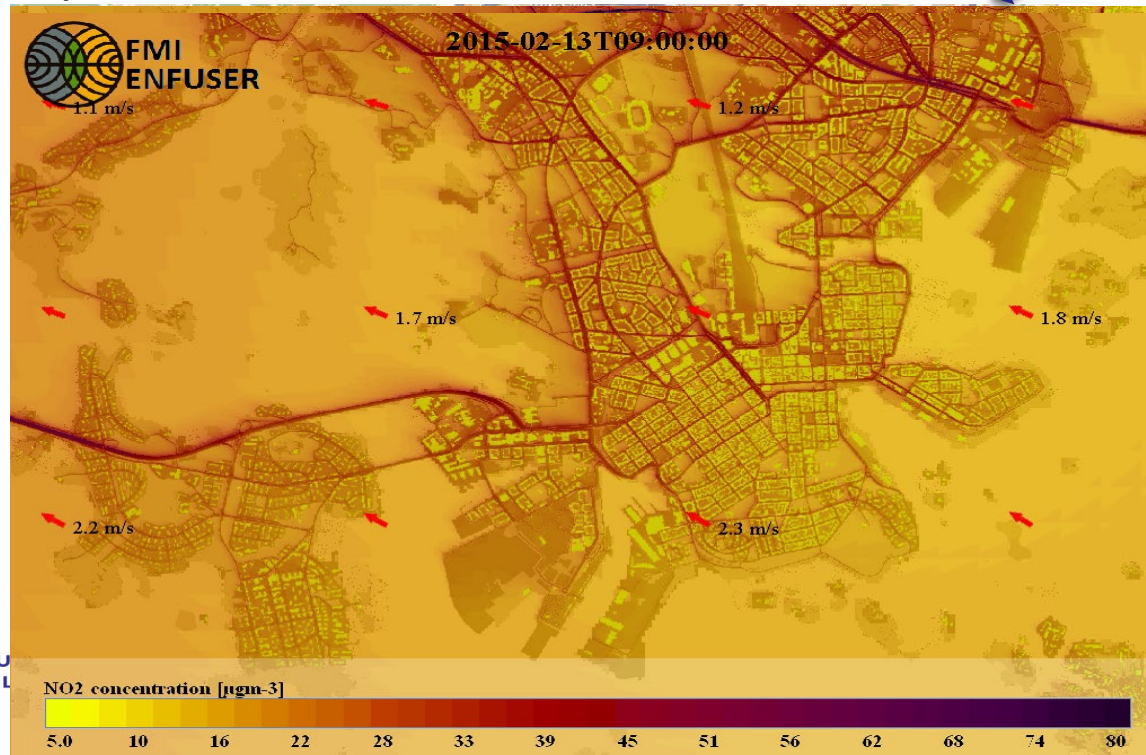 2015-02-13T09:00:00
FMI
ENFUSER
1.1 m/s
1.2 m/s
1.7 m/s
1.8 m/s
2.2 m/s
2.3 m/s
NO2 concentration [µgm-3]
5.0 10 16 22 28 33 39 45 51 56 62 68 74 80